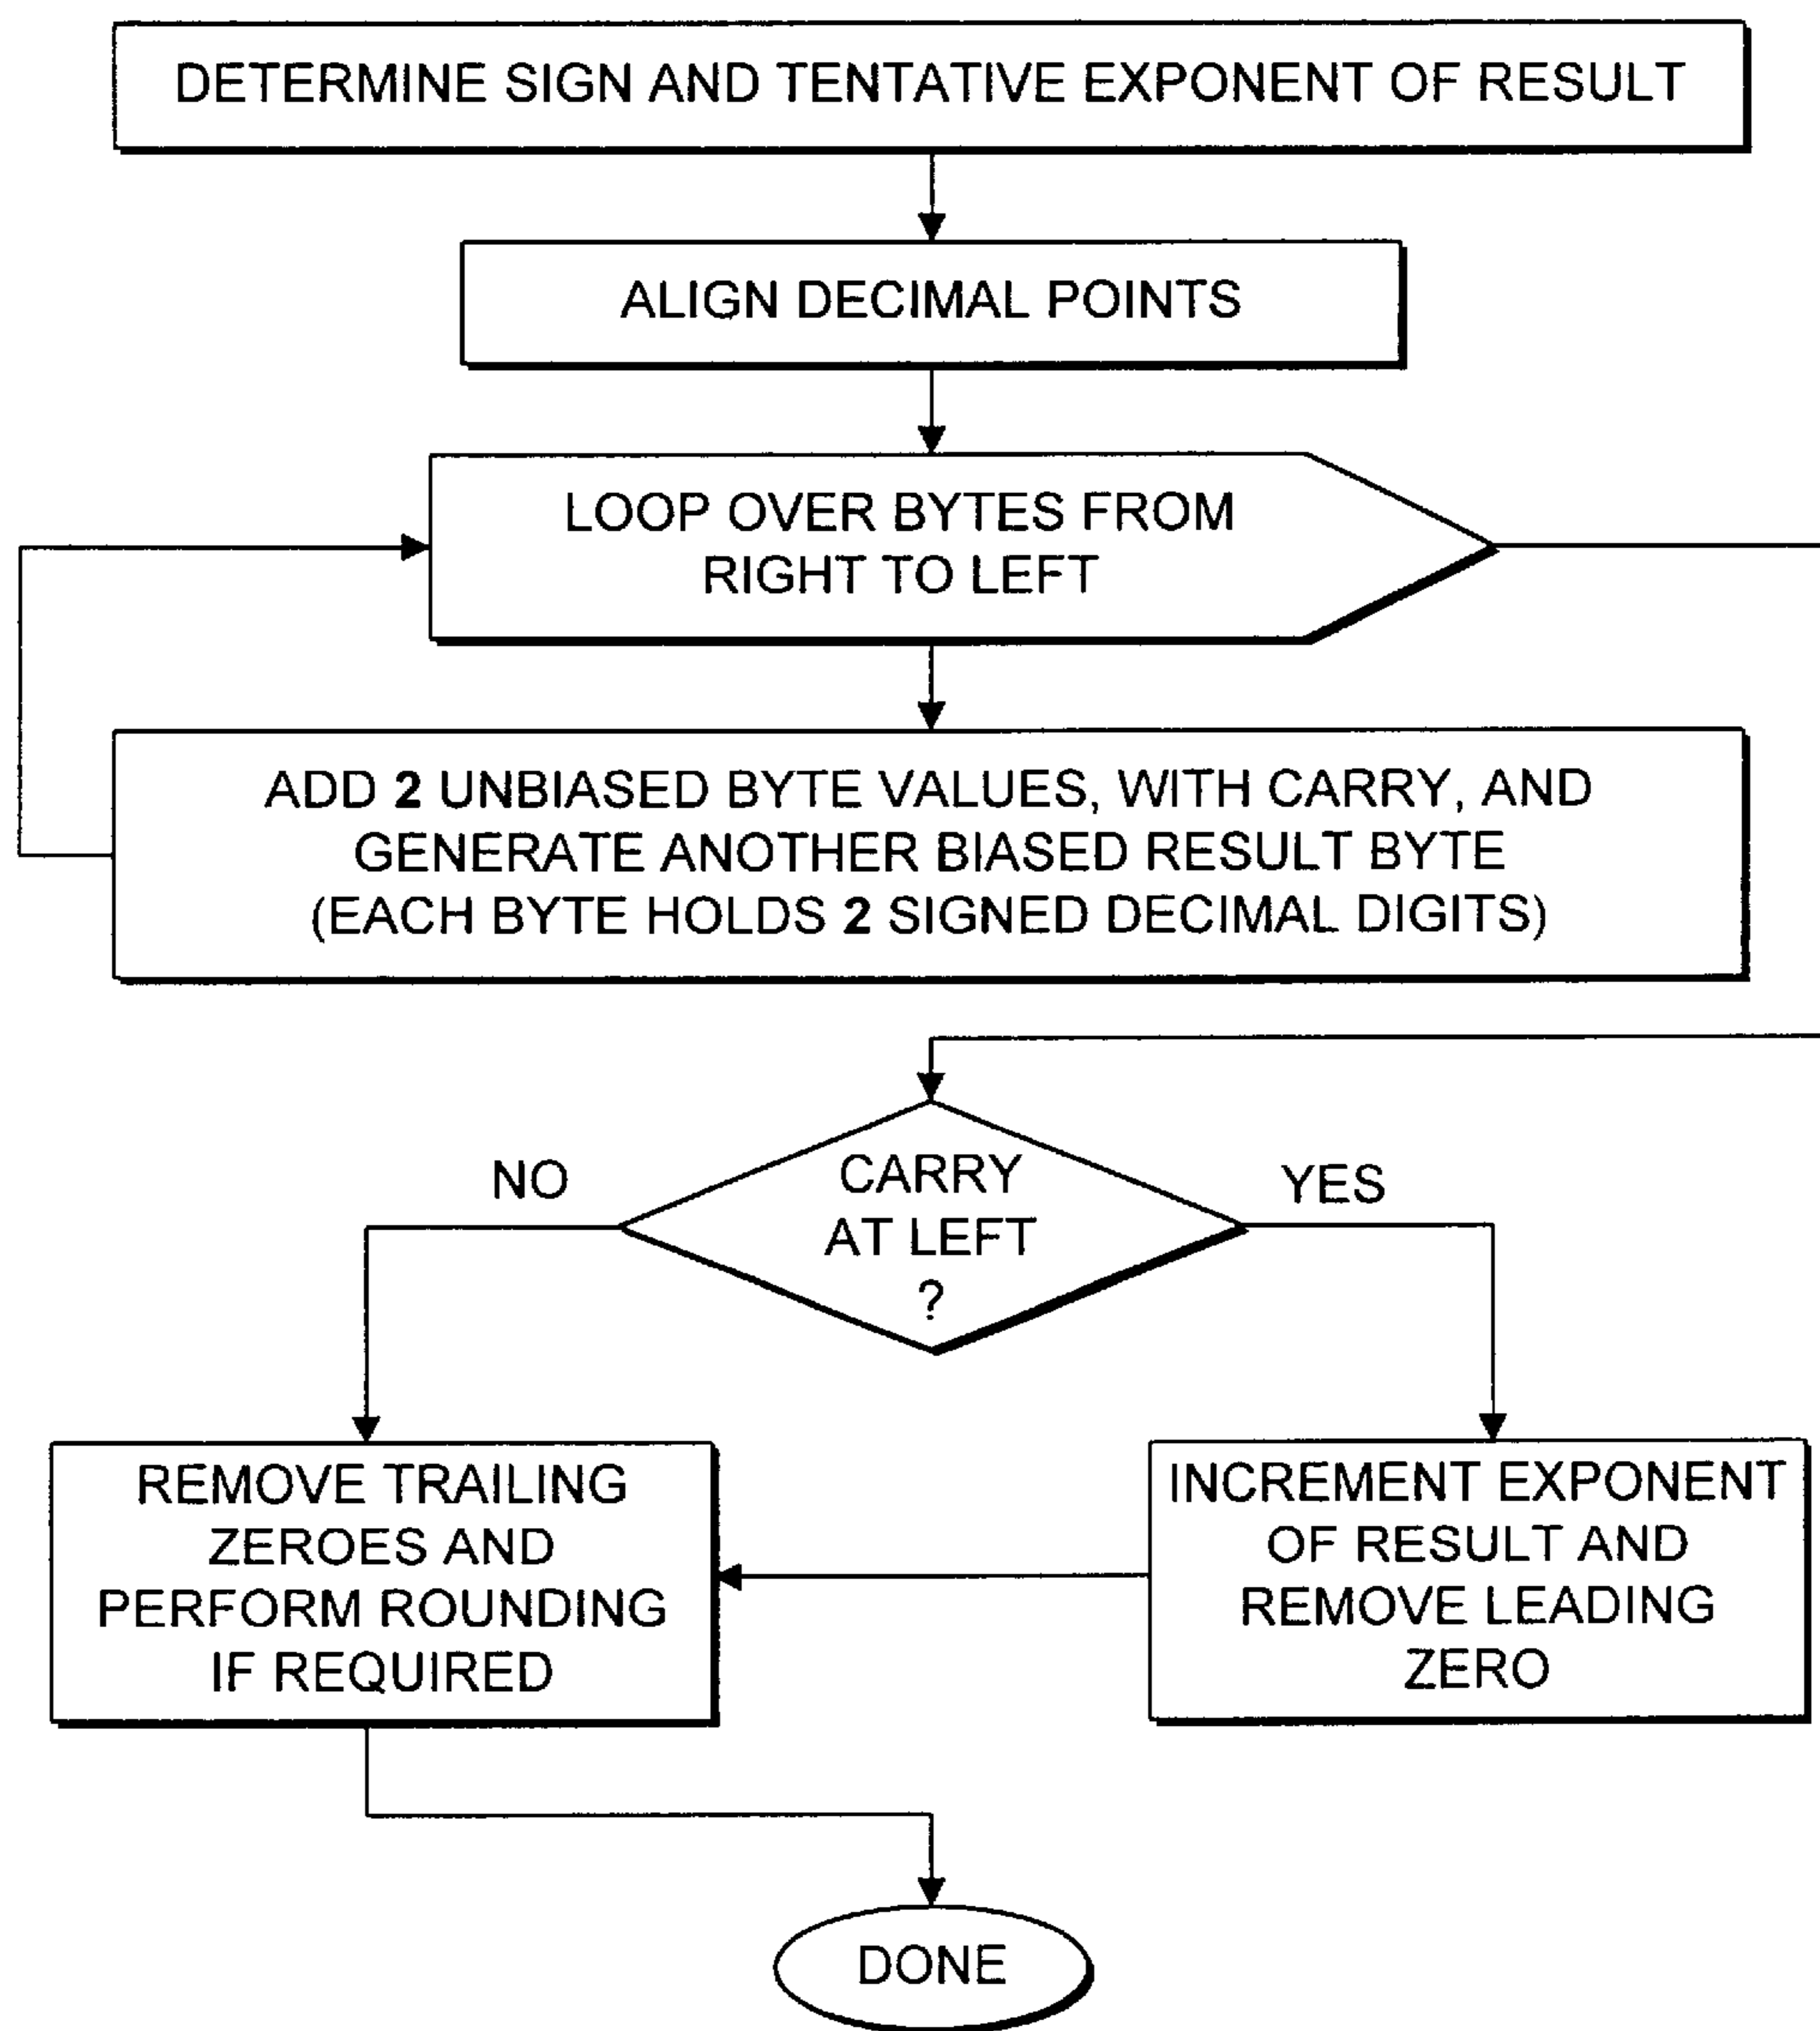 DETERMINE SIGN AND TENTATIVE EXPONENT OF RESULT
ALIGN DECIMAL POINTS
LOOP OVER BYTES FROM
RIGHT TO LEFT
ADD 2 UNBIASED BYTE VALUES, WITH CARRY, AND
GENERATE ANOTHER BIASED RESULT BYTE
(EACH BYTE HOLDS 2 SIGNED DECIMAL DIGITS)
CARRY
AT LEFT
?
NO
YES
REMOVE TRAILING
ZEROES AND
PERFORM ROUNDING
IF REQUIRED
INCREMENT EXPONENT
OF RESULT AND
REMOVE LEADING
ZERO
DONE